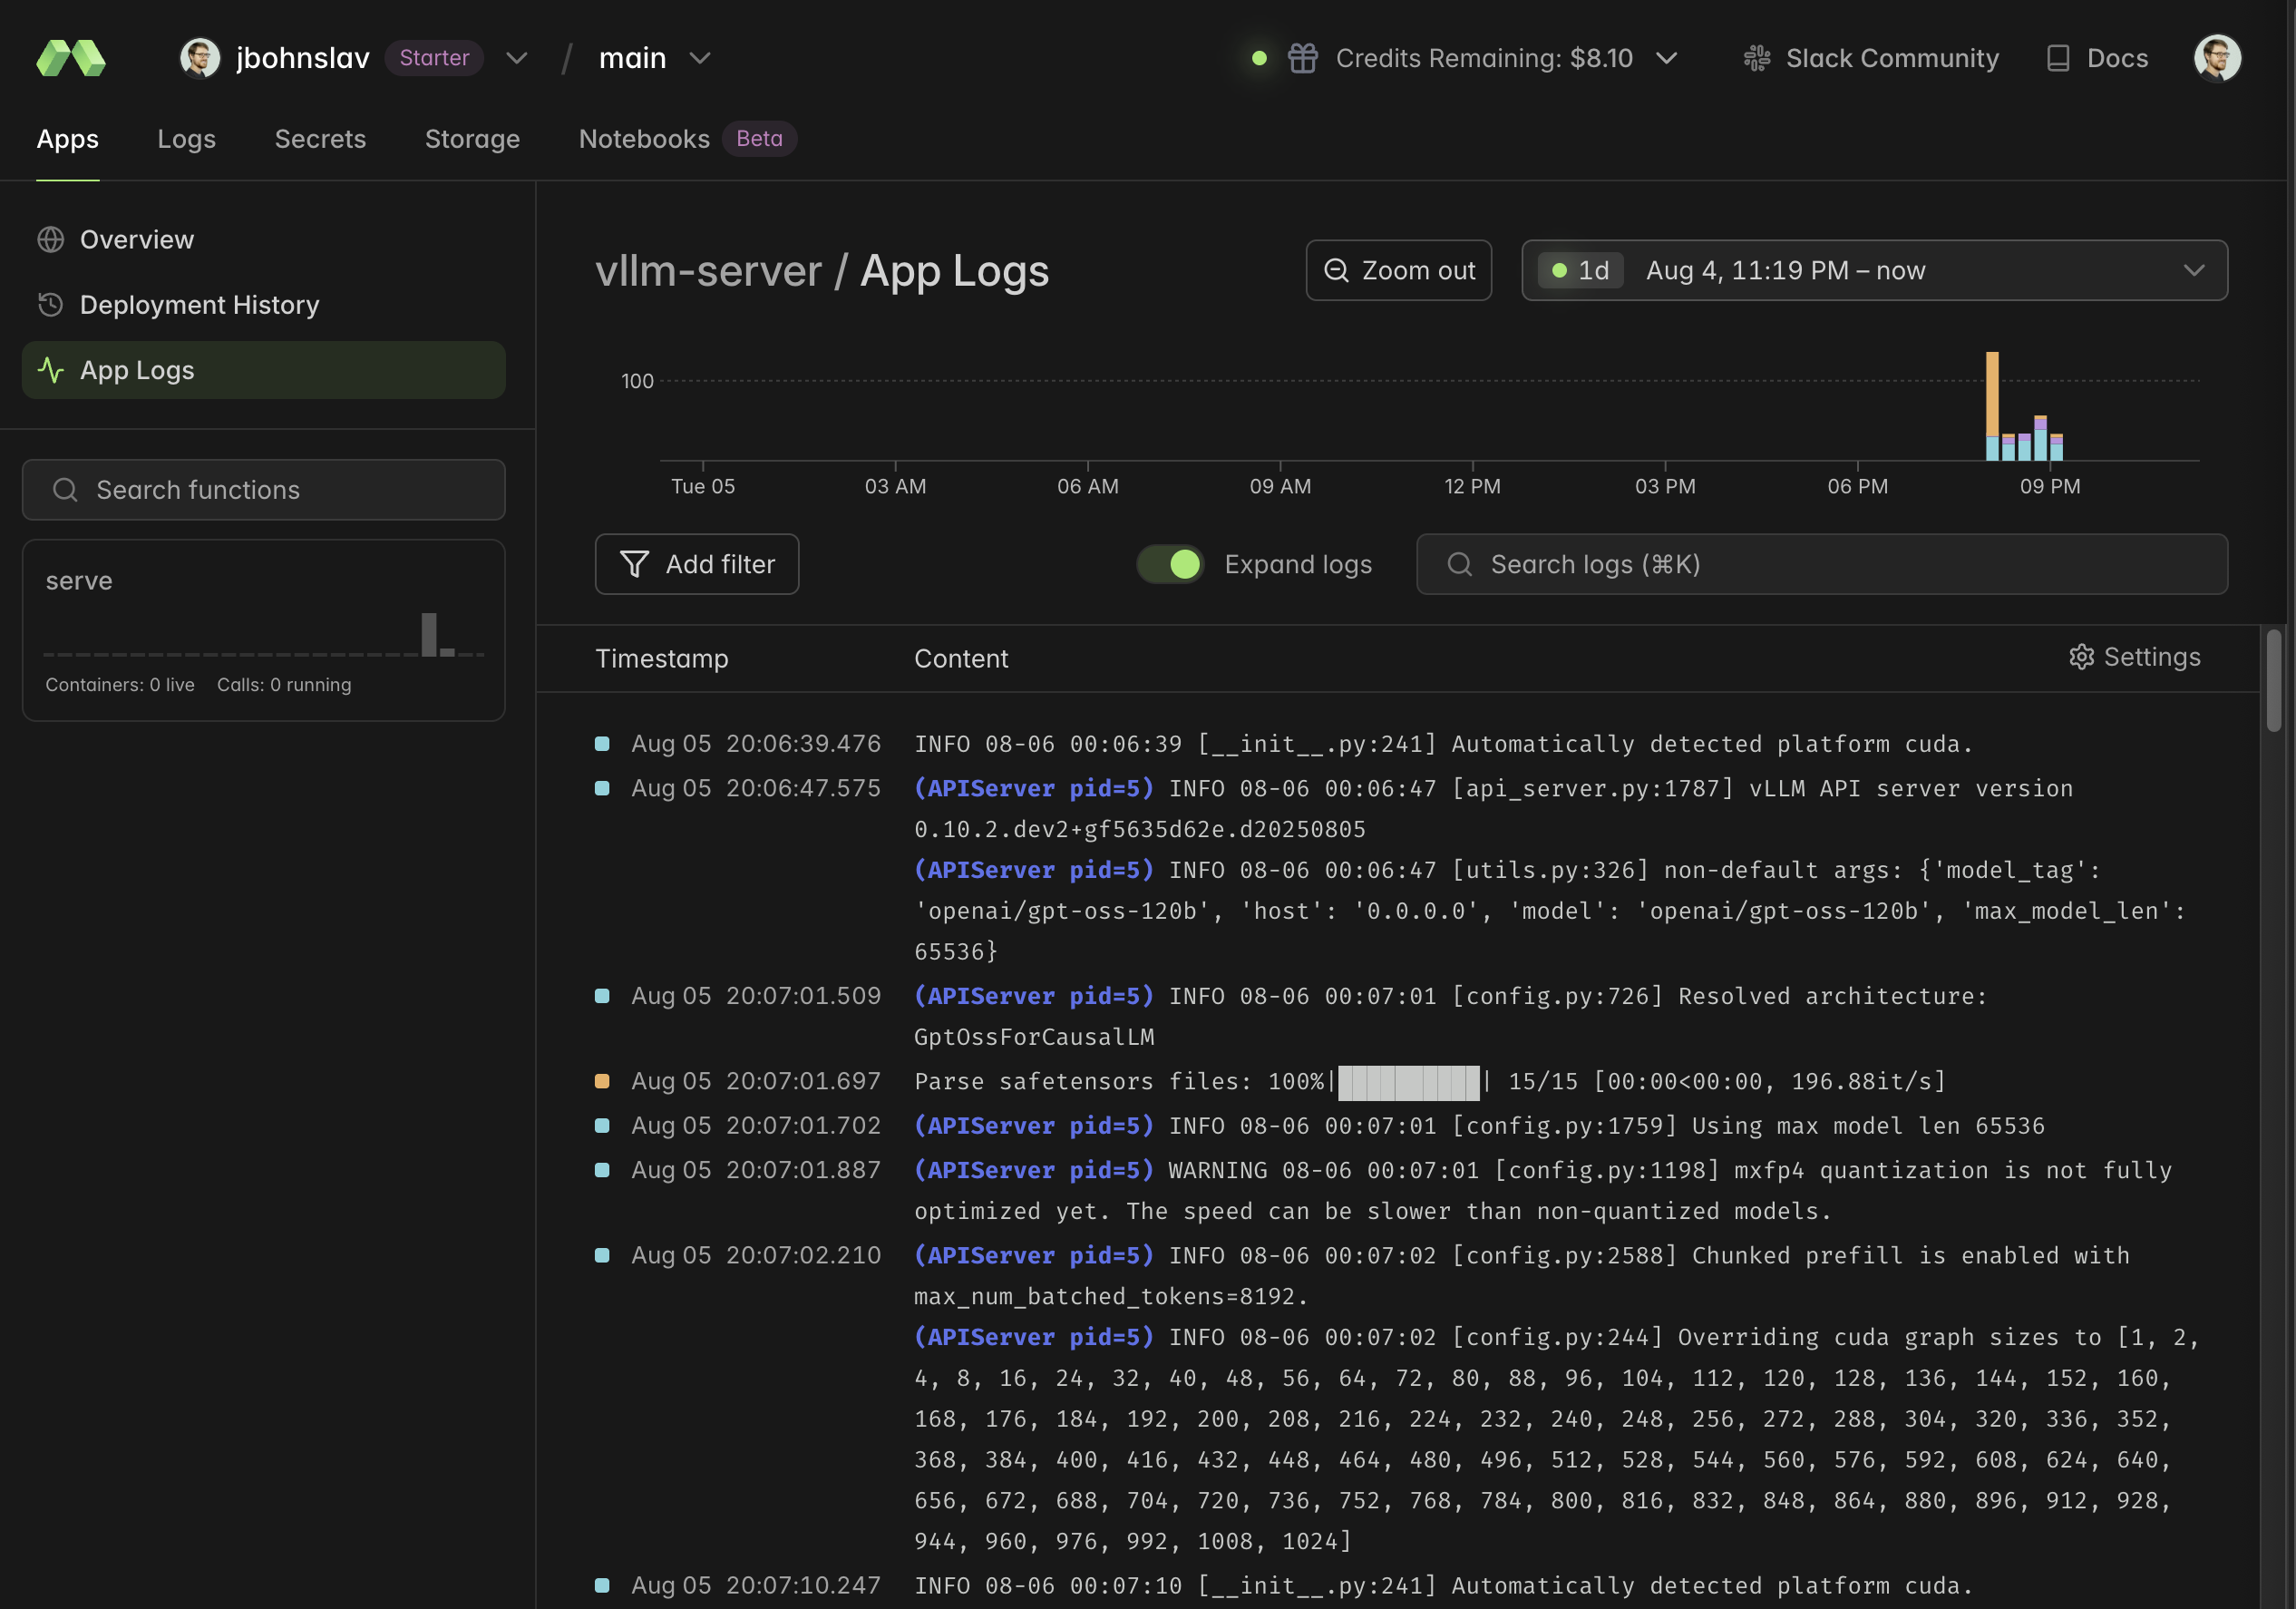 jbohnslav Starter / main
Credits Remaining: $8.10
Slack Community
Docs
Apps Logs Secrets Storage Notebooks Beta
Overview
Deployment History
App Logs
Search functions
serve
Containers: 0 live Calls: 0 running
vllm-server / App Logs
Zoom out
1d Aug 4, 11:19 PM – now
100
Tue 05 03 AM 06 AM 09 AM 12 PM 03 PM 06 PM 09 PM
Add filter
Expand logs
Search logs (⌘K)
Timestamp Content Settings
Aug 05 20:06:39.476 INFO 08-06 00:06:39 [__init__.py:241] Automatically detected platform cuda.
Aug 05 20:06:47.575 (APIServer pid=5) INFO 08-06 00:06:47 [api_server.py:1787] vLLM API server version
0.10.2.dev2+gf5635d62e.d20250805
(APIServer pid=5) INFO 08-06 00:06:47 [utils.py:326] non-default args: {'model_tag':
'openai/gpt-oss-120b', 'host': '0.0.0.0', 'model': 'openai/gpt-oss-120b', 'max_model_len':
65536}
Aug 05 20:07:01.509 (APIServer pid=5) INFO 08-06 00:07:01 [config.py:726] Resolved architecture:
GptOssForCausalLM
Aug 05 20:07:01.697 Parse safetensors files: 100%|██████████| 15/15 [00:00<00:00, 196.88it/s]
Aug 05 20:07:01.702 (APIServer pid=5) INFO 08-06 00:07:01 [config.py:1759] Using max model len 65536
Aug 05 20:07:01.887 (APIServer pid=5) WARNING 08-06 00:07:01 [config.py:1198] mxfp4 quantization is not fully
optimized yet. The speed can be slower than non-quantized models.
Aug 05 20:07:02.210 (APIServer pid=5) INFO 08-06 00:07:02 [config.py:2588] Chunked prefill is enabled with
max_num_batched_tokens=8192.
(APIServer pid=5) INFO 08-06 00:07:02 [config.py:244] Overriding cuda graph sizes to [1, 2,
4, 8, 16, 24, 32, 40, 48, 56, 64, 72, 80, 88, 96, 104, 112, 120, 128, 136, 144, 152, 160,
168, 176, 184, 192, 200, 208, 216, 224, 232, 240, 248, 256, 272, 288, 304, 320, 336, 352,
368, 384, 400, 416, 432, 448, 464, 480, 496, 512, 528, 544, 560, 576, 592, 608, 624, 640,
656, 672, 688, 704, 720, 736, 752, 768, 784, 800, 816, 832, 848, 864, 880, 896, 912, 928,
944, 960, 976, 992, 1008, 1024]
Aug 05 20:07:10.247 INFO 08-06 00:07:10 [__init__.py:241] Automatically detected platform cuda.